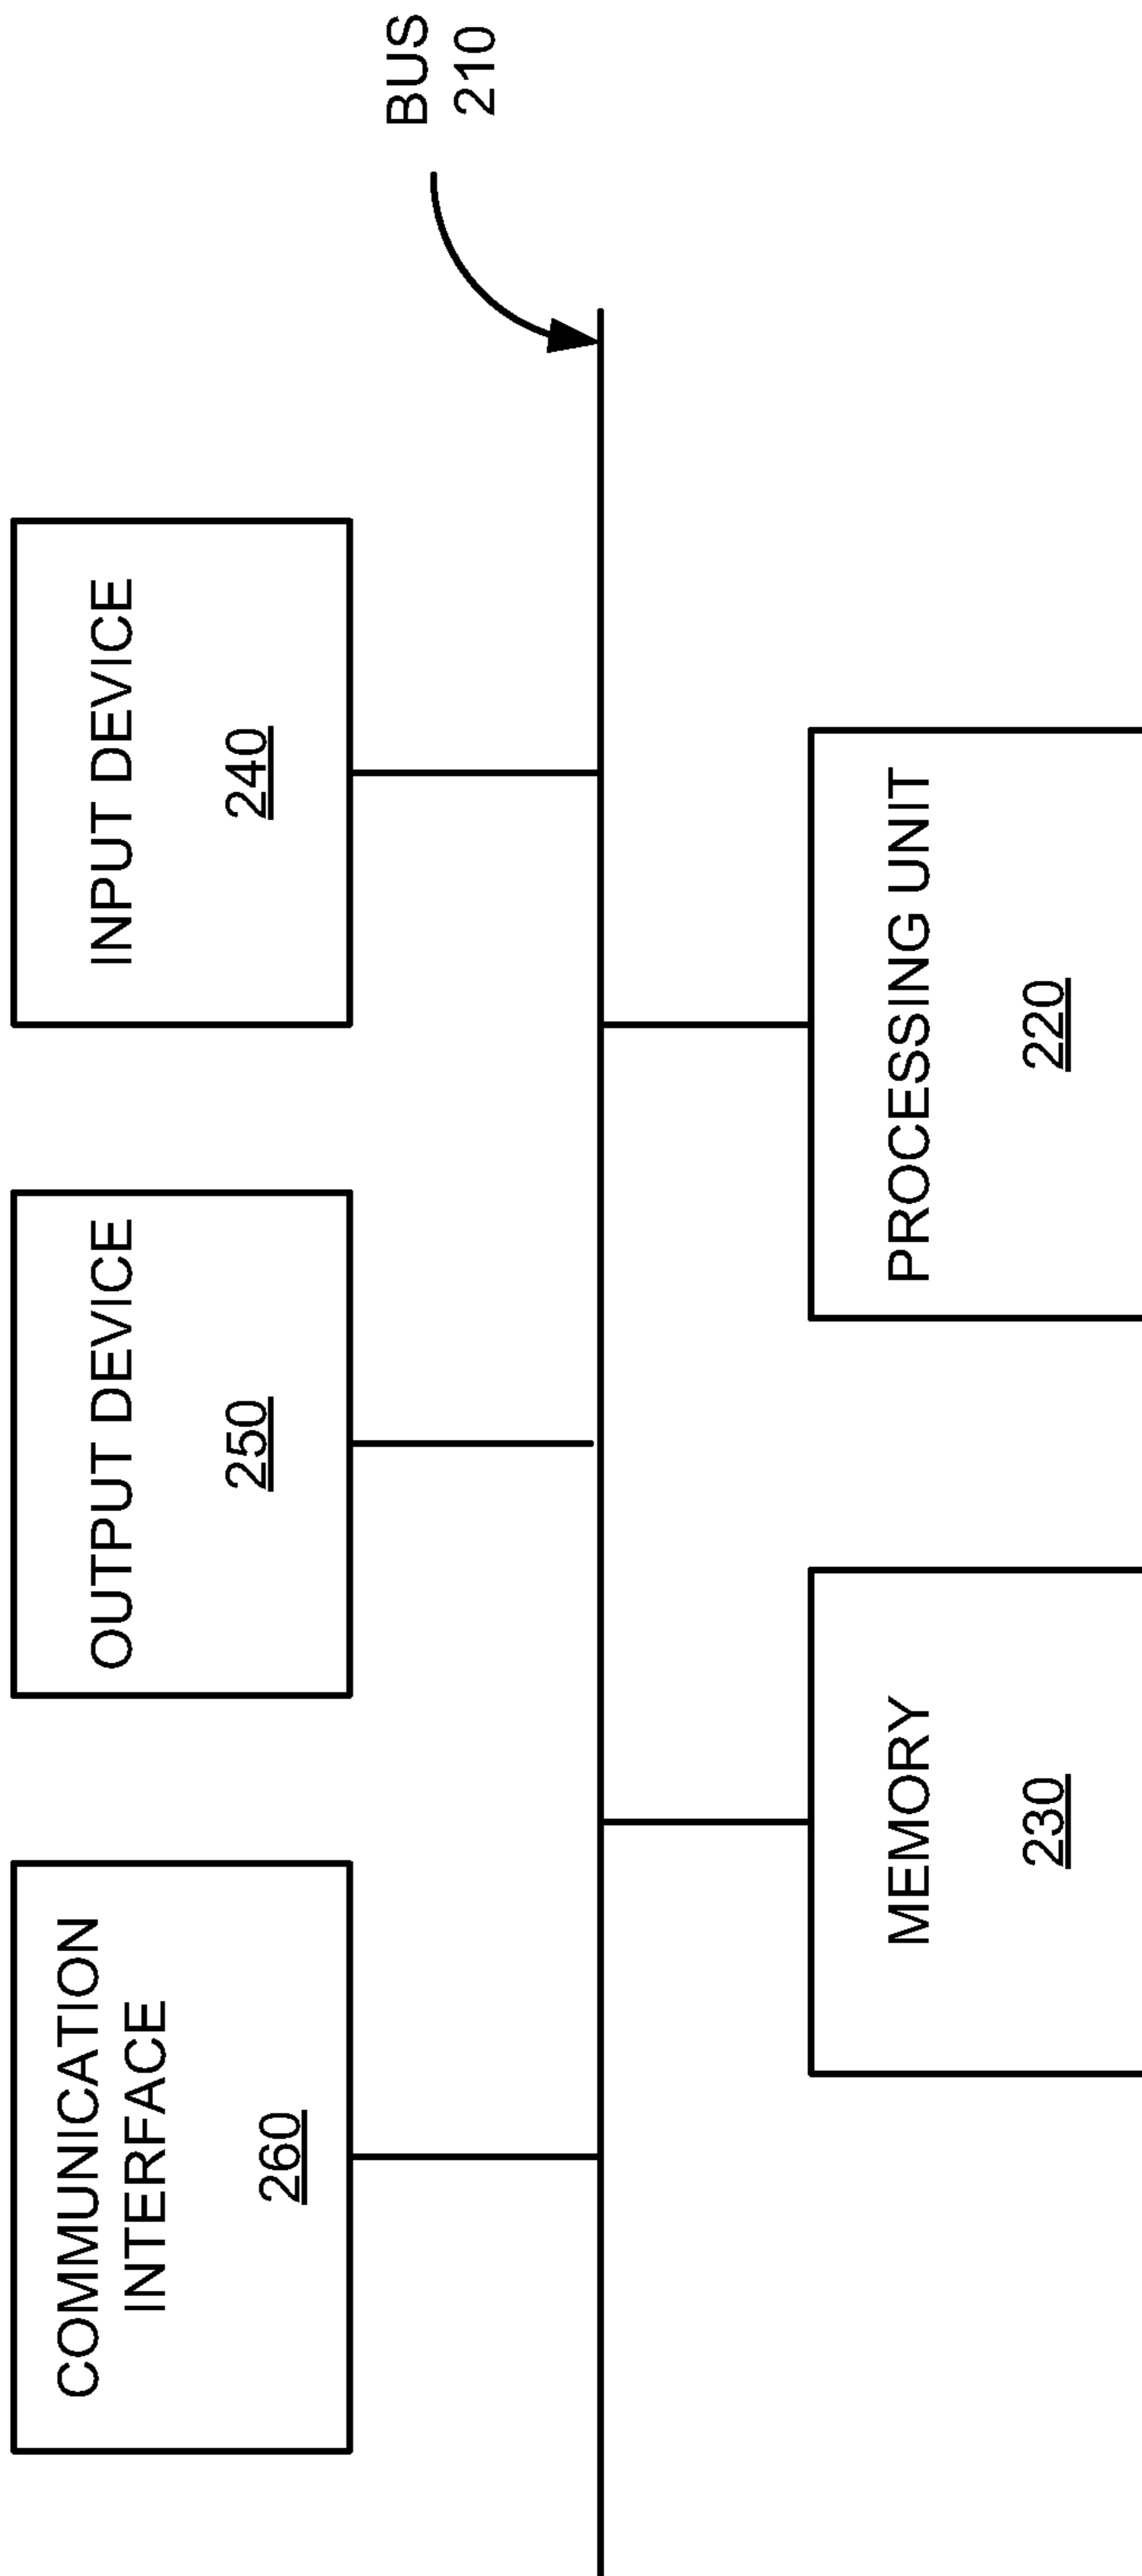 COMMUNICATION
INTERFACE
260
OUTPUT DEVICE
250
INPUT DEVICE
240
BUS
210
MEMORY
230
PROCESSING UNIT
220